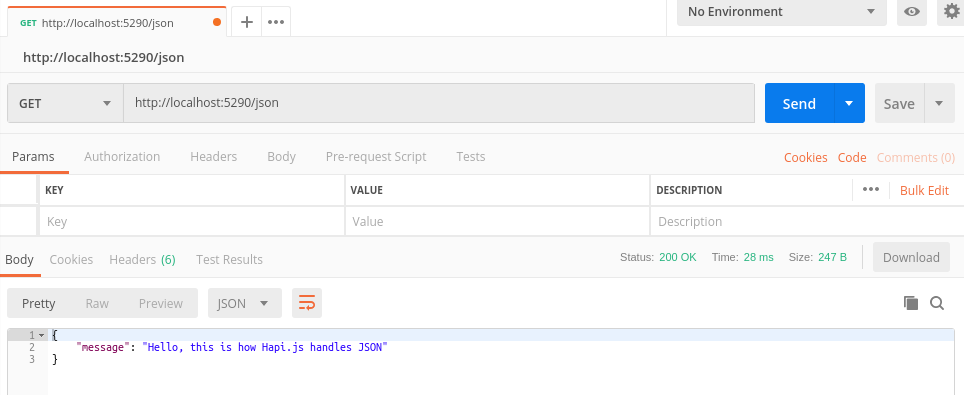 GET http://localhost:5290/json
No Environment
http://localhost:5290/json
GET http://localhost:5290/json Send Save
Params Authorization Headers Body Pre-request Script Tests Cookies Code Comments (0)
KEY VALUE DESCRIPTION Bulk Edit
Key Value Description
Body Cookies Headers (6) Test Results Status: 200 OK Time: 28 ms Size: 247 B Download
Pretty Raw Preview JSON
1 {
2 "message": "Hello, this is how Hapi.js handles JSON"
3 }